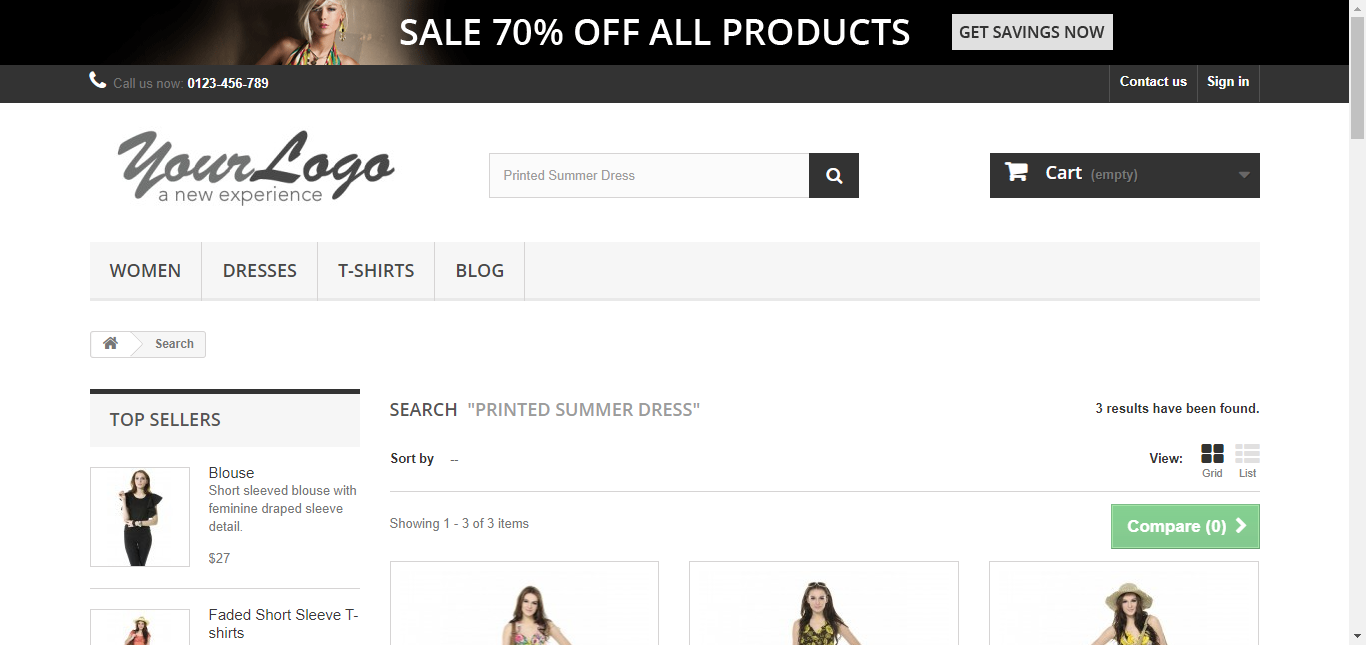 SALE 70% OFF ALL PRODUCTS
GET SAVINGS NOW
Call us now: 0123-456-789
Contact us
Sign in
YourLogo
a new experience
Printed Summer Dress
Cart (empty)
WOMEN
DRESSES
T-SHIRTS
BLOG
Search
TOP SELLERS
Blouse
Short sleeved blouse with
feminine draped sleeve
detail.
$27
Faded Short Sleeve T-
shirts
SEARCH "PRINTED SUMMER DRESS"
3 results have been found.
Sort by --
View:
Grid
List
Showing 1 - 3 of 3 items
Compare (0)